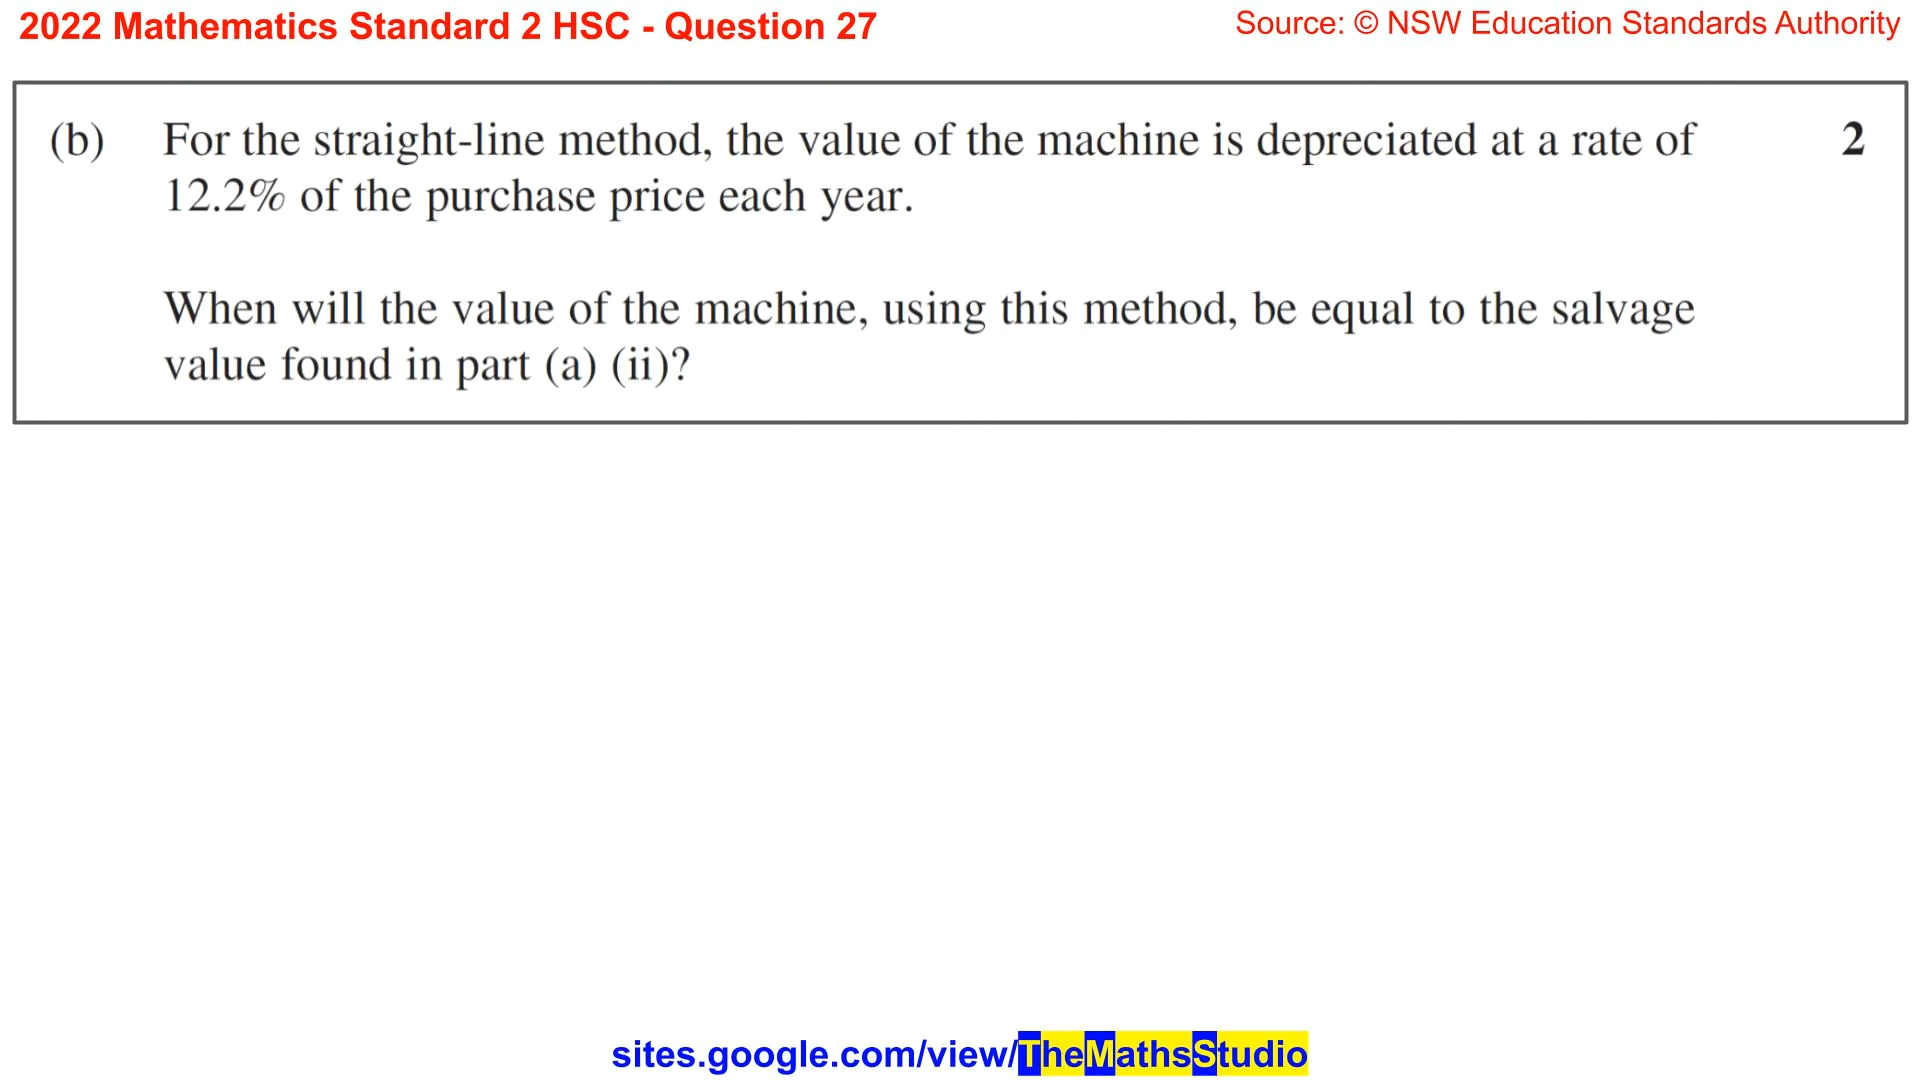 2022 Mathematics Standard 2 HSC - Question 27
Source: © NSW Education Standards Authority
(b) For the straight-line method, the value of the machine is depreciated at a rate of 2
12.2% of the purchase price each year.
When will the value of the machine, using this method, be equal to the salvage
value found in part (a) (ii)?
sites.google.com/view/TheMathsStudio